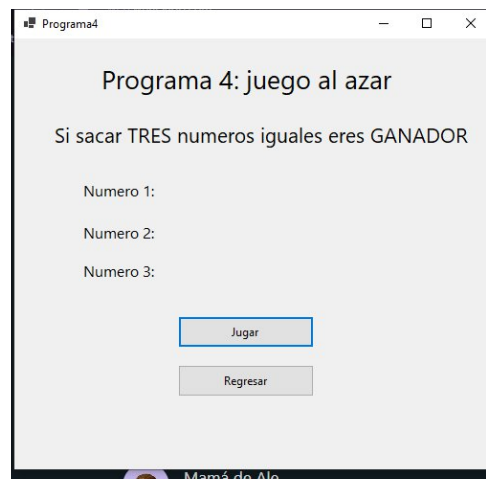 Programa4
Programa 4: juego al azar
Si sacar TRES numeros iguales eres GANADOR
Numero 1:
Numero 2:
Numero 3:
Jugar
Regresar
Mamá de Ale